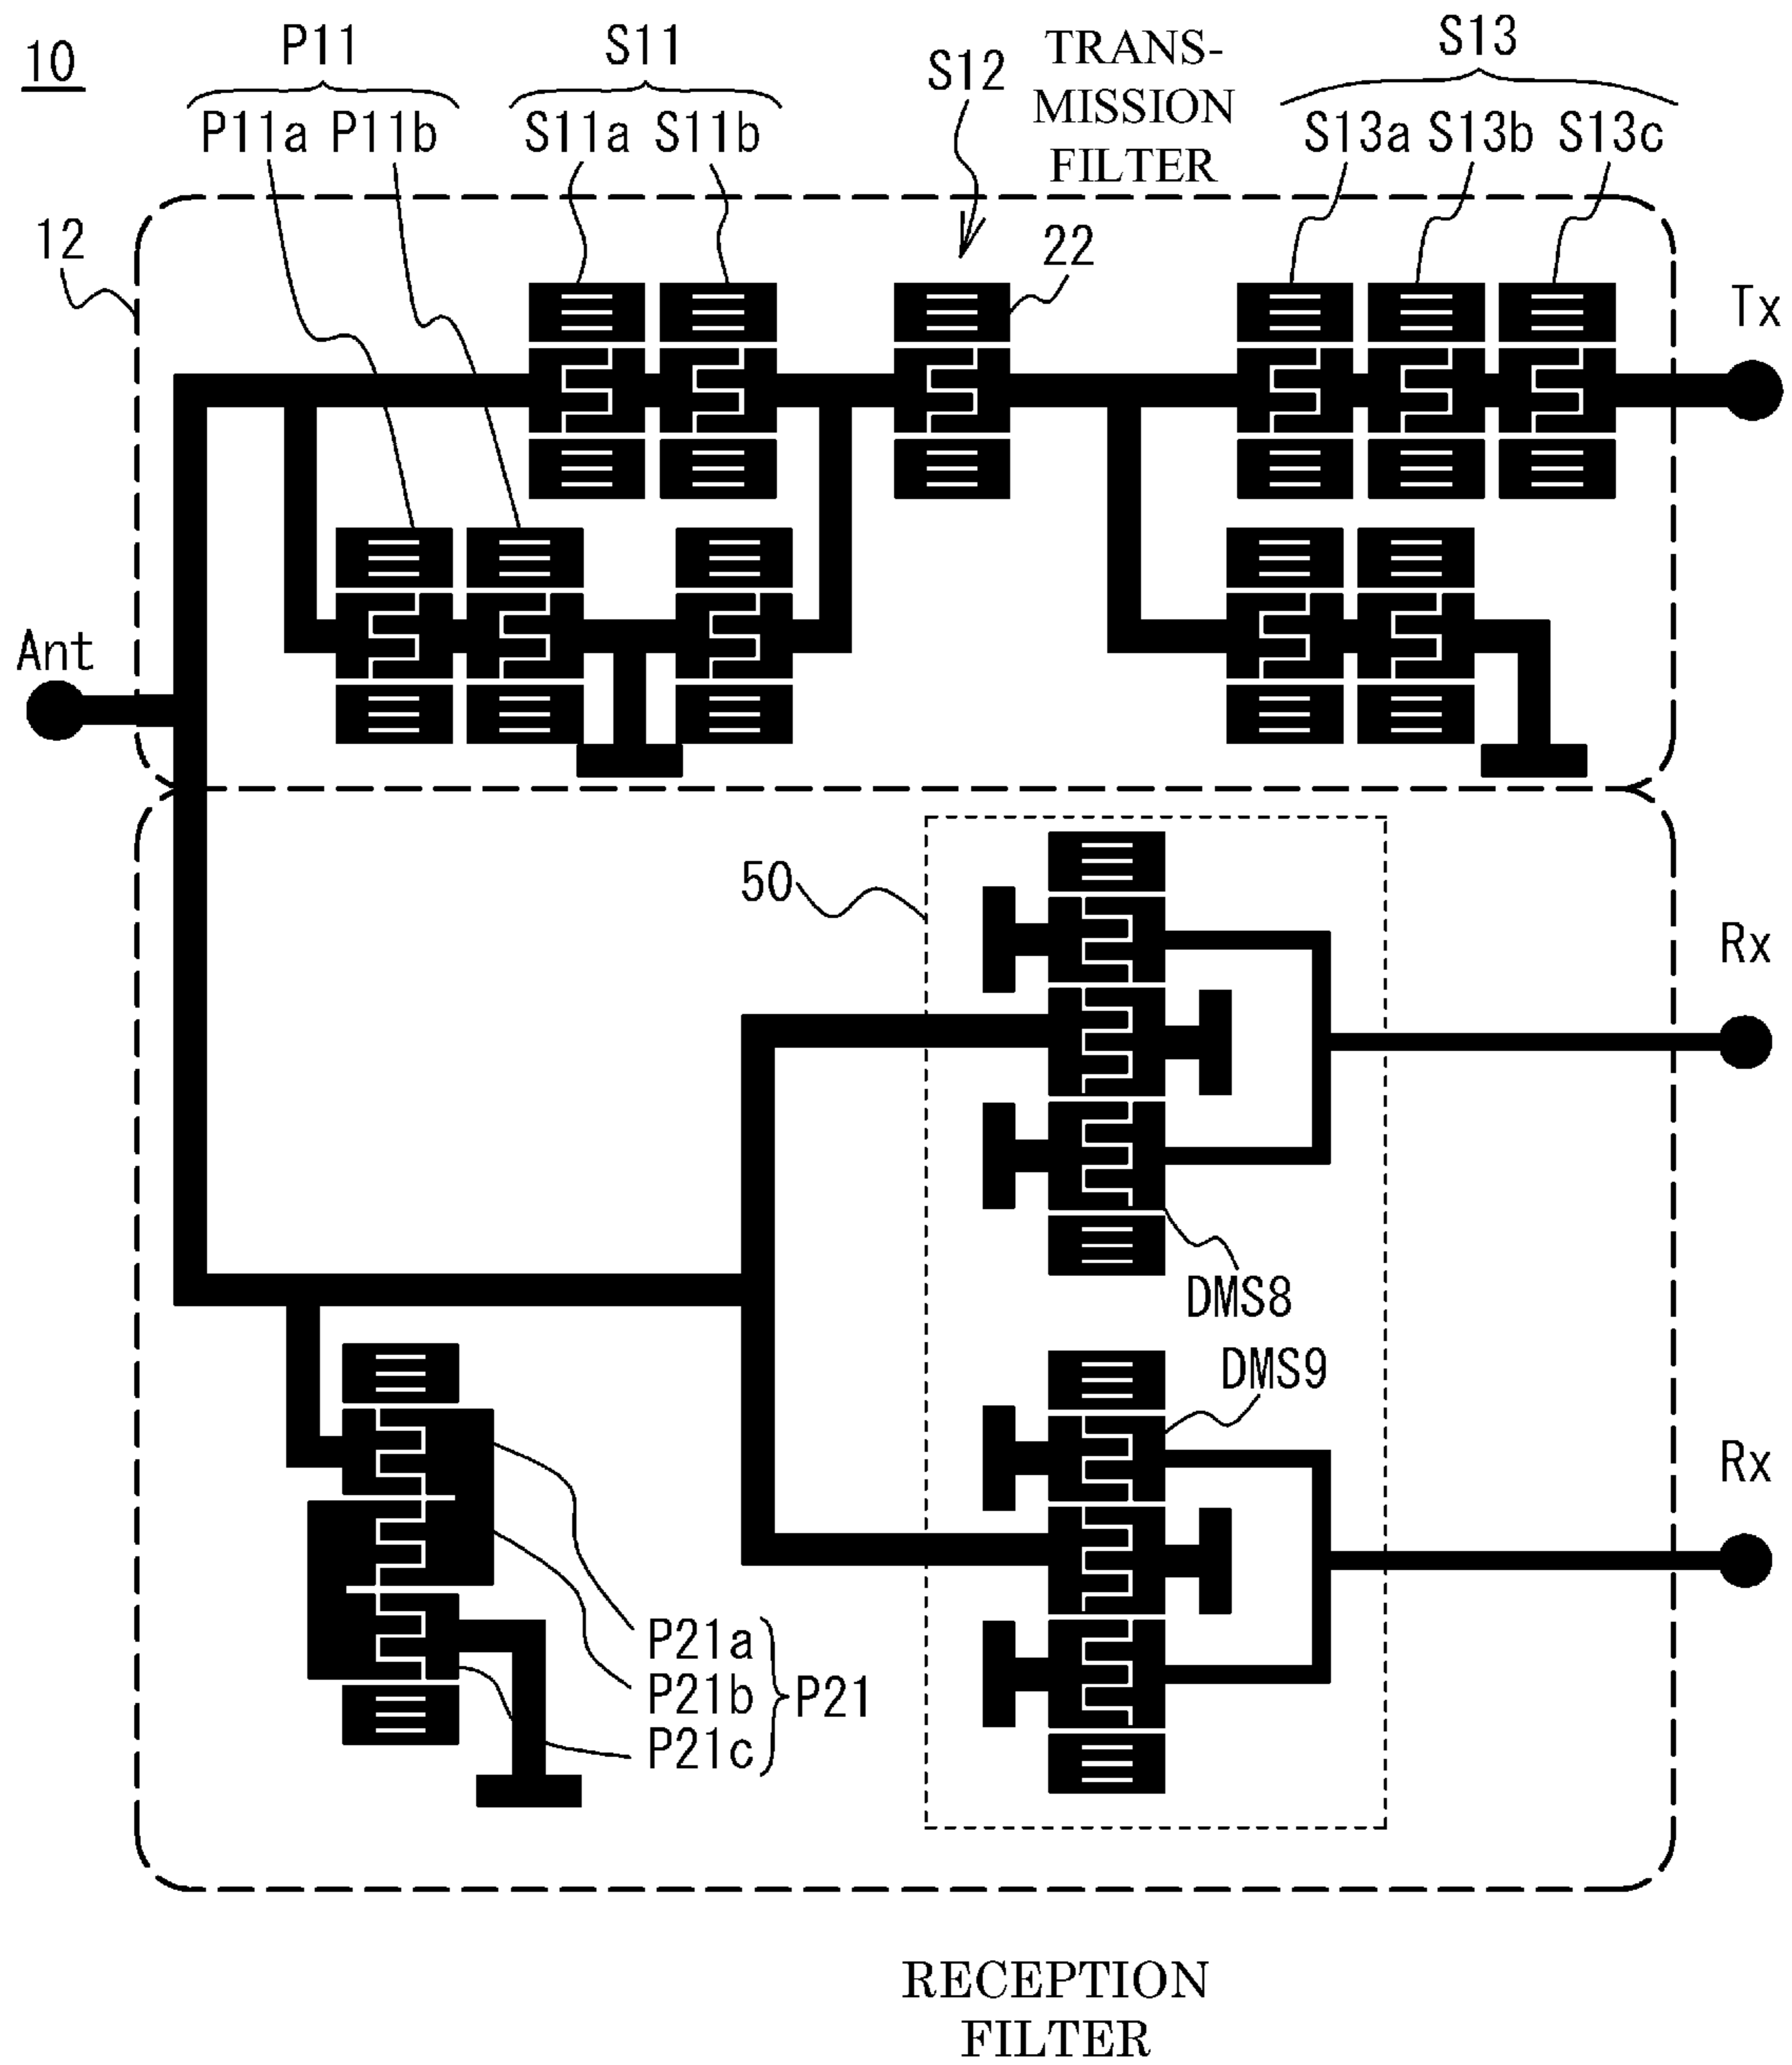 10
P11
S11
S12
TRANS-
MISSION
FILTER
S13
P11a P11b
S11a S11b
S13a S13b S13c
12
22
Tx
Ant
50
Rx
DMS8
DMS9
Rx
P21a
P21b
P21c
P21
RECEPTION
FILTER